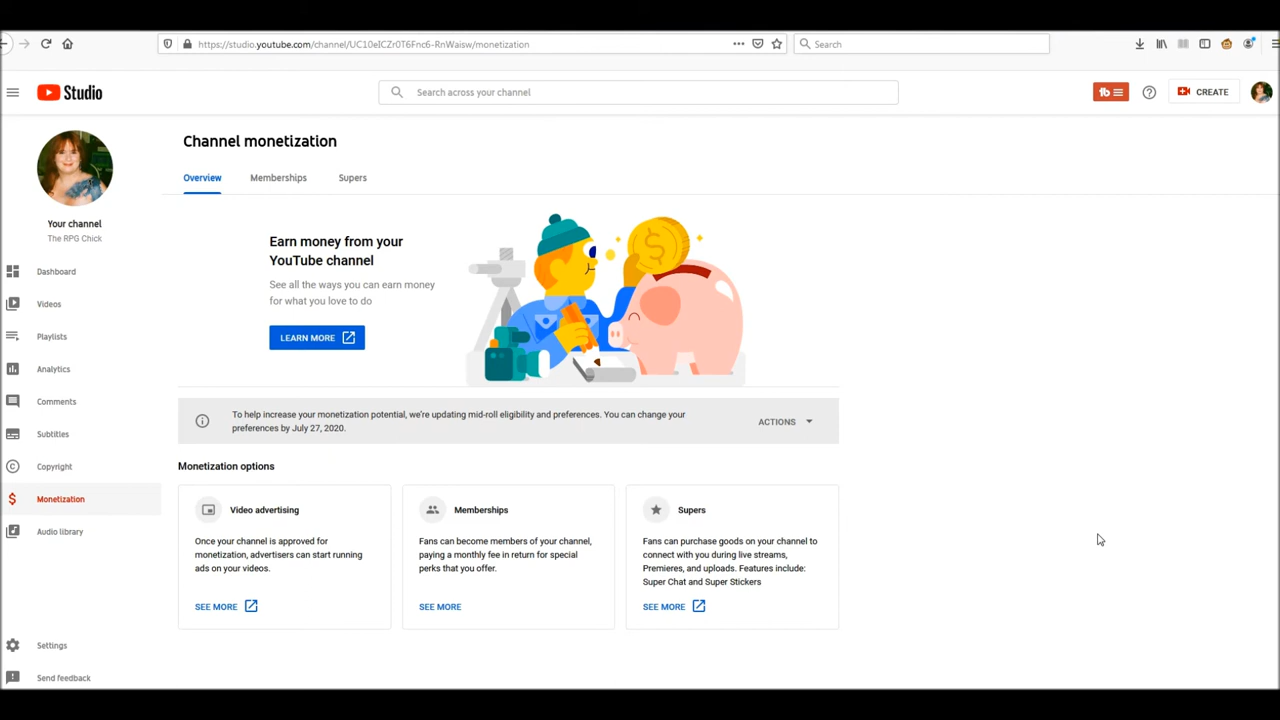 https://studio.youtube.com/channel/UC10eICZr0T6Fnc6-RnWaisw/monetization
Search
Studio
Search across your channel
CREATE
Your channel
The RPG Chick
Dashboard
Videos
Playlists
Analytics
Comments
Subtitles
Copyright
Monetization
Audio library
Settings
Send feedback
Channel monetization
Overview
Memberships
Supers
Earn money from your
YouTube channel
See all the ways you can earn money
for what you love to do
LEARN MORE
To help increase your monetization potential, we're updating mid-roll eligibility and preferences. You can change your
preferences by July 27, 2020.
ACTIONS
Monetization options
Video advertising
Once your channel is approved for
monetization, advertisers can start running
ads on your videos.
SEE MORE
Memberships
Fans can become members of your channel,
paying a monthly fee in return for special
perks that you offer.
SEE MORE
Supers
Fans can purchase goods on your channel to
connect with you during live streams,
Premieres, and uploads. Features include:
Super Chat and Super Stickers
SEE MORE